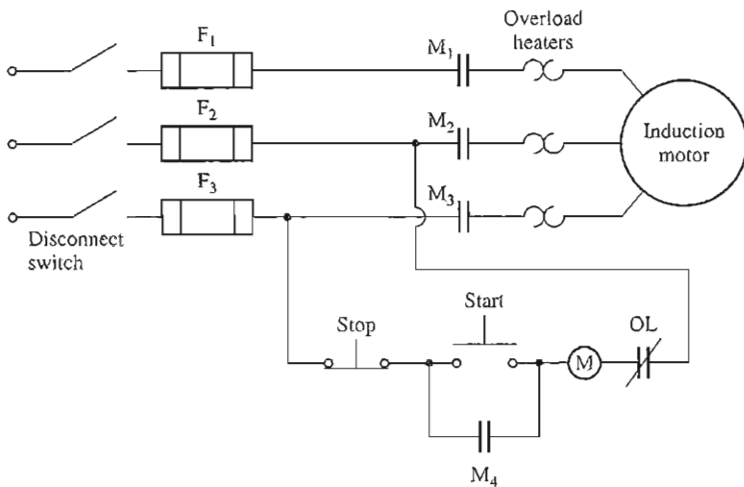 F₁
M₁
Overload
heaters
F₂
M₂
Induction
motor
F₃
M₃
Disconnect
switch
Stop
Start
OL
M
M₄